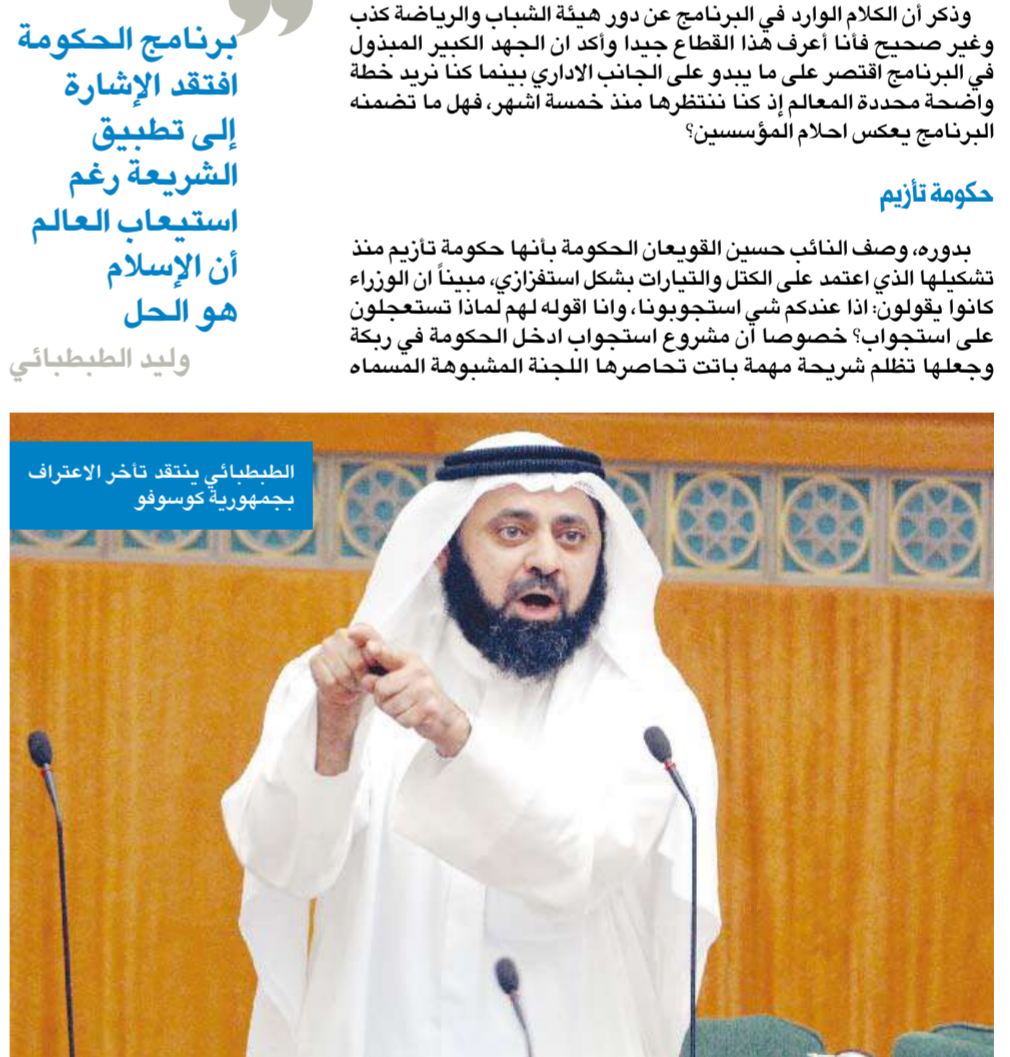 وذكر أن الكلام الوارد في البرنامج عن دور هيئة الشباب والرياضة كذب
وغير صحيح فأنا أعرف هذا القطاع جيدا وأكد ان الجهد الكبير المبذول
في البرنامج اقتصر على ما يبدو على الجانب الاداري بينما كنا نريد خطة
واضحة محددة المعالم إذ كنا ننتظرها منذ خمسة اشهر، فهل ما تضمنه
البرنامج يعكس احلام المؤسسين؟
حكومة تأزيم
بدوره، وصف النائب حسين القويعان الحكومة بأنها حكومة تأزيم منذ
تشكيلها الذي اعتمد على الكتل والتيارات بشكل استفزازي، مبيناً ان الوزراء
كانوا يقولون: اذا عندكم شي استجوبونا، وانا اقوله لهم لماذا تستعجلون
على استجواب؟ خصوصا أن مشروع استجواب ادخل الحكومة في ربكة
وجعلها تظلم شريحة مهمة باتت تحاصرها اللجنة المشبوهة المسماه
برنامج الحكومة
افتقد الإشارة
إلى تطبيق
الشريعة رغم
استيعاب العالم
أن الإسلام
هو الحل
وليد الطبطبائي
الطبطبائي ينتقد تأخر الاعتراف
بجمهورية كوسوفو